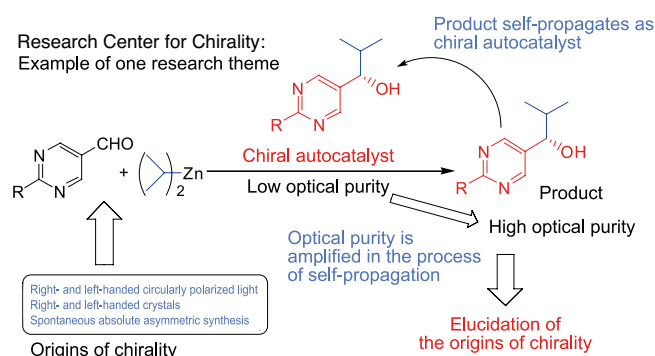 Research Center for Chirality:
Example of one research theme
Product self-propagates as
chiral autocatalyst
N
N
R
OH
N
N
R
CHO
+
( )2 Zn
Chiral autocatalyst
Low optical purity
N
N
R
OH
Product
High optical purity
Optical purity is
amplified in the process
of self-propagation
Right- and left-handed circularly polarized light
Right- and left-handed crystals
Spontaneous absolute asymmetric synthesis
Origins of chirality
Elucidation of
the origins of chirality